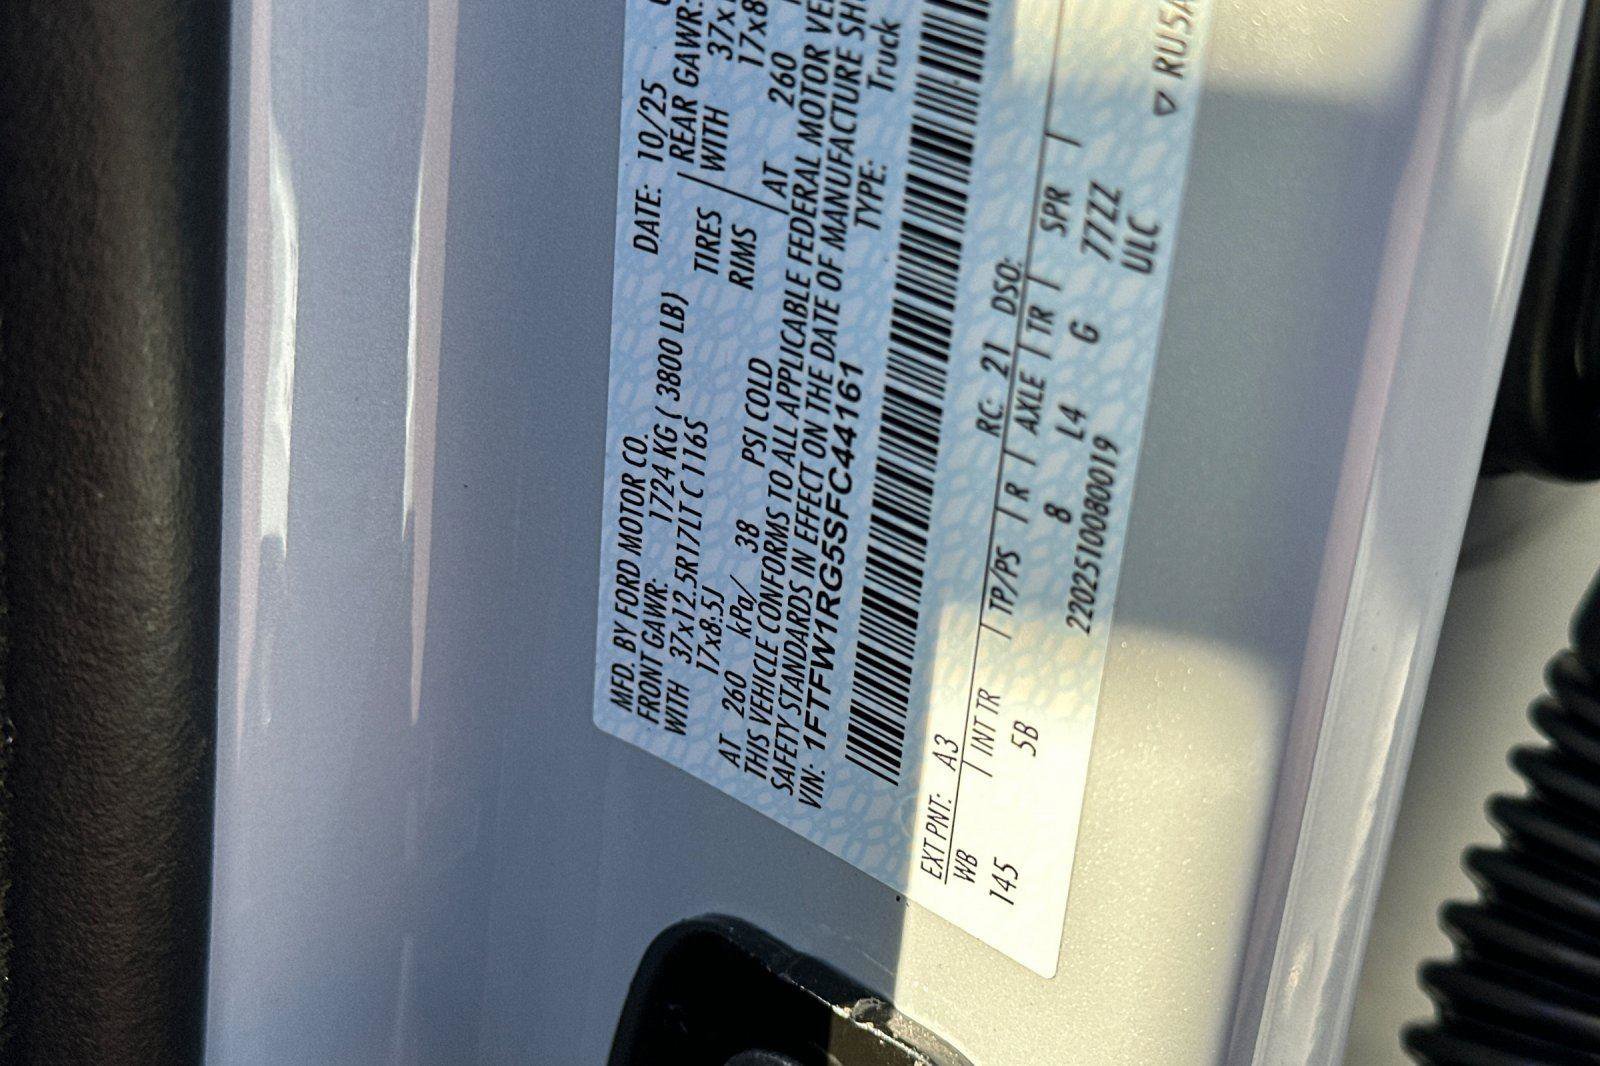 MFD. BY FORD MOTOR CO. DATE: 10/25
FRONT GAWR: 1724 KG ( 3800 LB) REAR GAWR:
WITH 37x12.5R17LT C 116S TIRES WITH 37x
17x8.5J RIMS 17x8
AT 260 kPa/ 38 PSI COLD AT 260
THIS VEHICLE CONFORMS TO ALL APPLICABLE FEDERAL MOTOR
SAFETY STANDARDS IN EFFECT ON THE DATE OF MANUFACTURE
VIN: 1FTFW1RG5SFC44161 TYPE: Truck
EXT PNT: A3 RC: 21 DSO:
WB | INT TR | TP/PS | R | AXLE | TR | SPR |
145 5B 8 L4 G 77ZZ
2202510080019 ULC
▽ RU5A